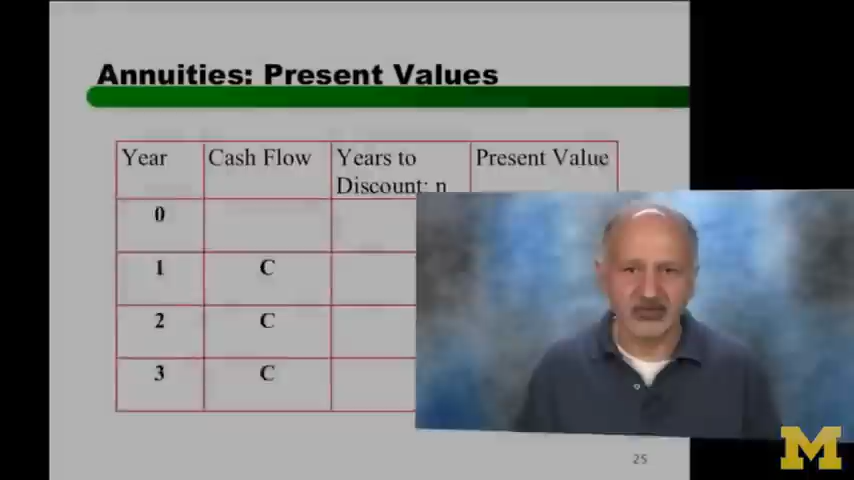 Annuities: Present Values
Year Cash Flow Years to Discount: n Present Value
0
1 C
2 C
3 C
25
M